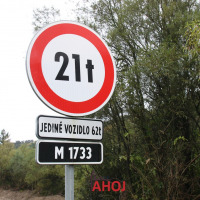 21t
JEDINÉ VOZIDLO 62t
M 1733
AHOJ